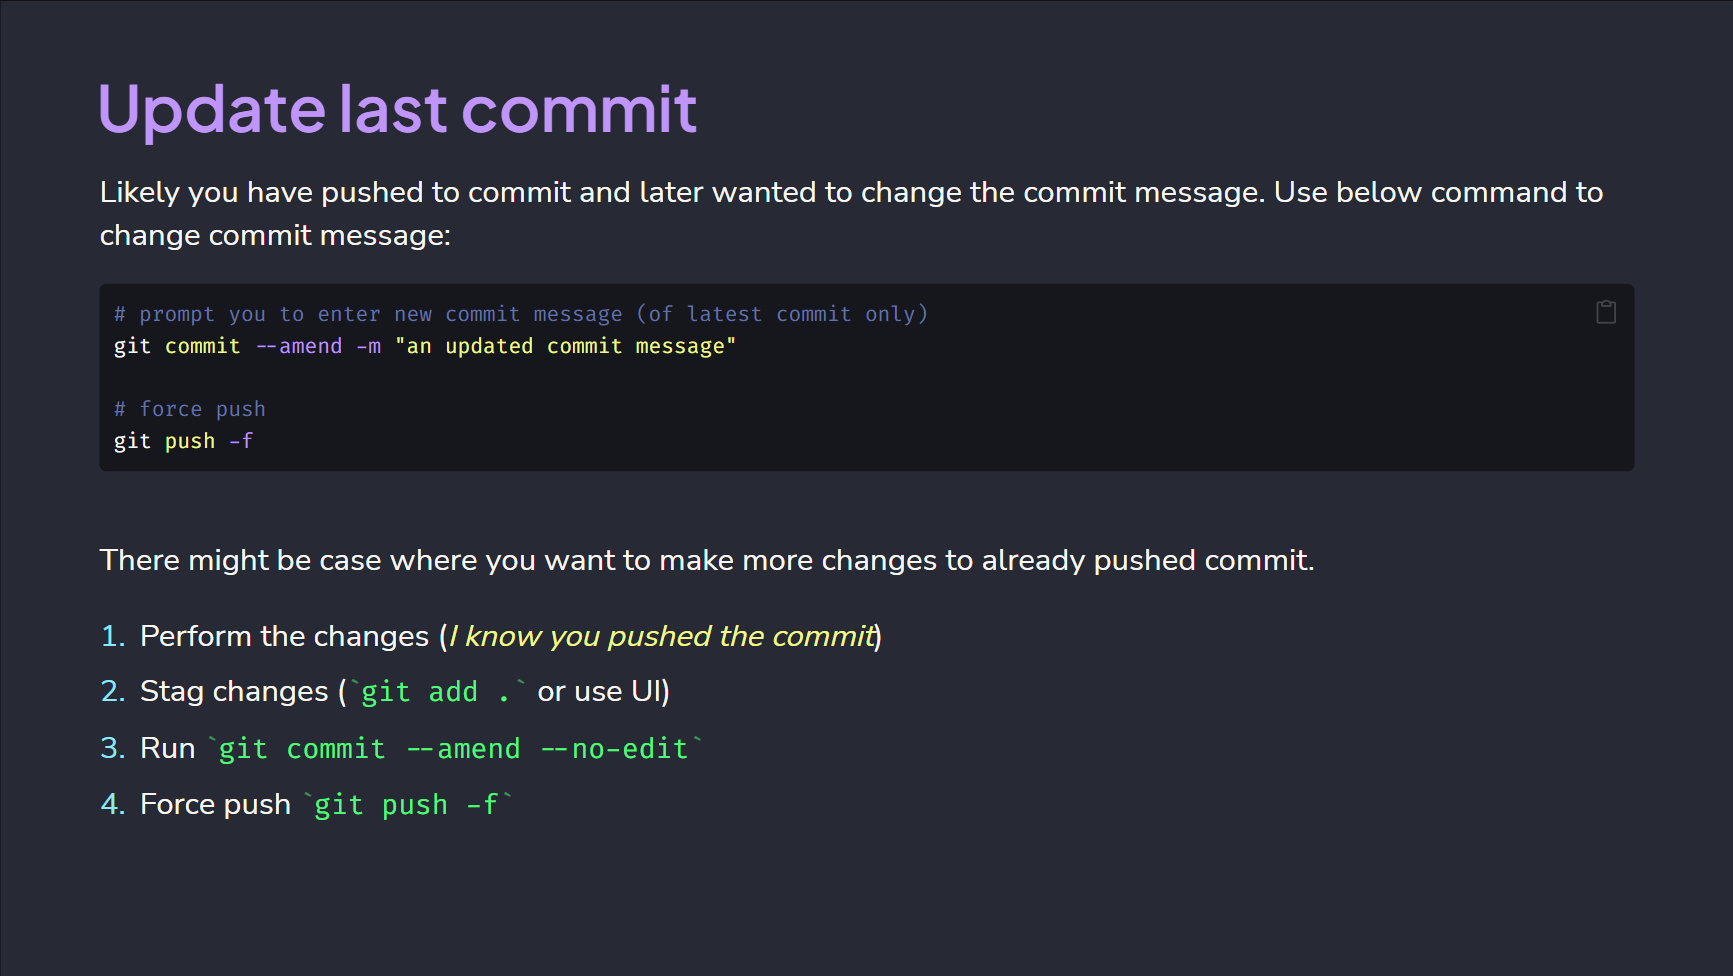 Update last commit
Likely you have pushed to commit and later wanted to change the commit message. Use below command to
change commit message:
# prompt you to enter new commit message (of latest commit only)
git commit --amend -m "an updated commit message"
# force push
git push -f
There might be case where you want to make more changes to already pushed commit.
1. Perform the changes (I know you pushed the commit)
2. Stag changes (`git add .` or use UI)
3. Run `git commit --amend --no-edit`
4. Force push `git push -f`